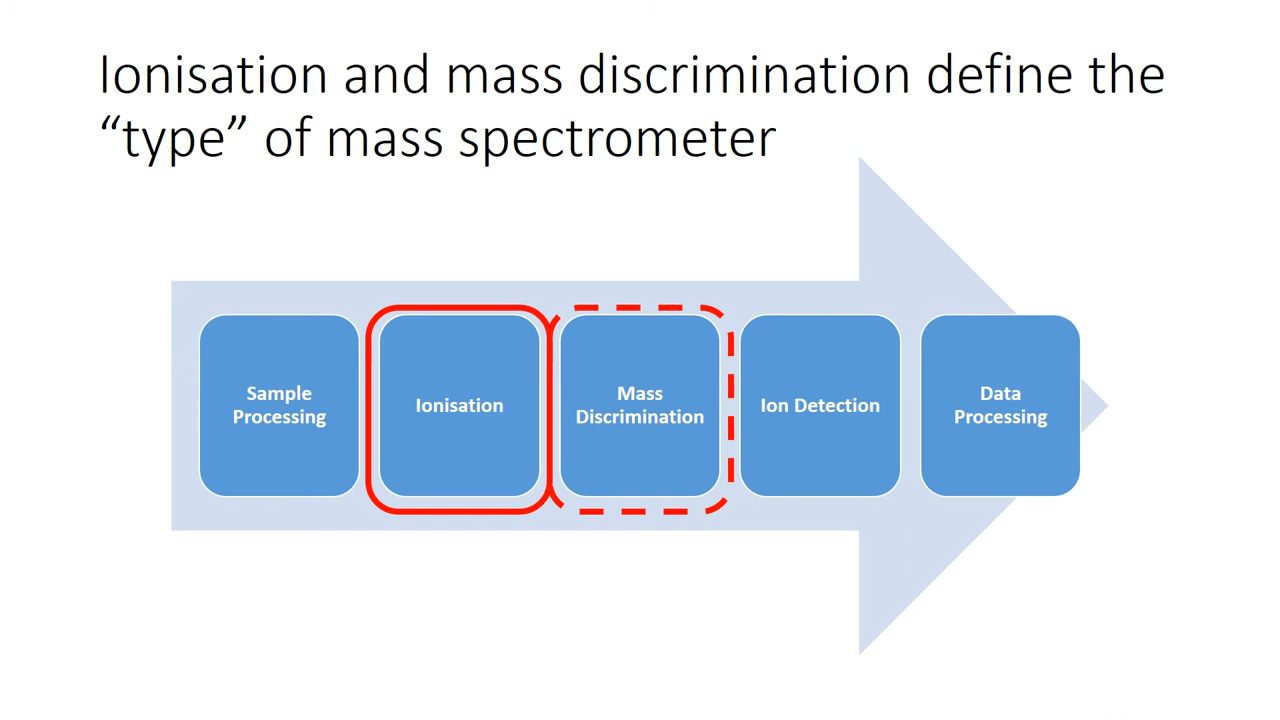 Ionisation and mass discrimination define the
“type” of mass spectrometer
Sample
Processing
Ionisation
Mass
Discrimination
Ion Detection
Data
Processing